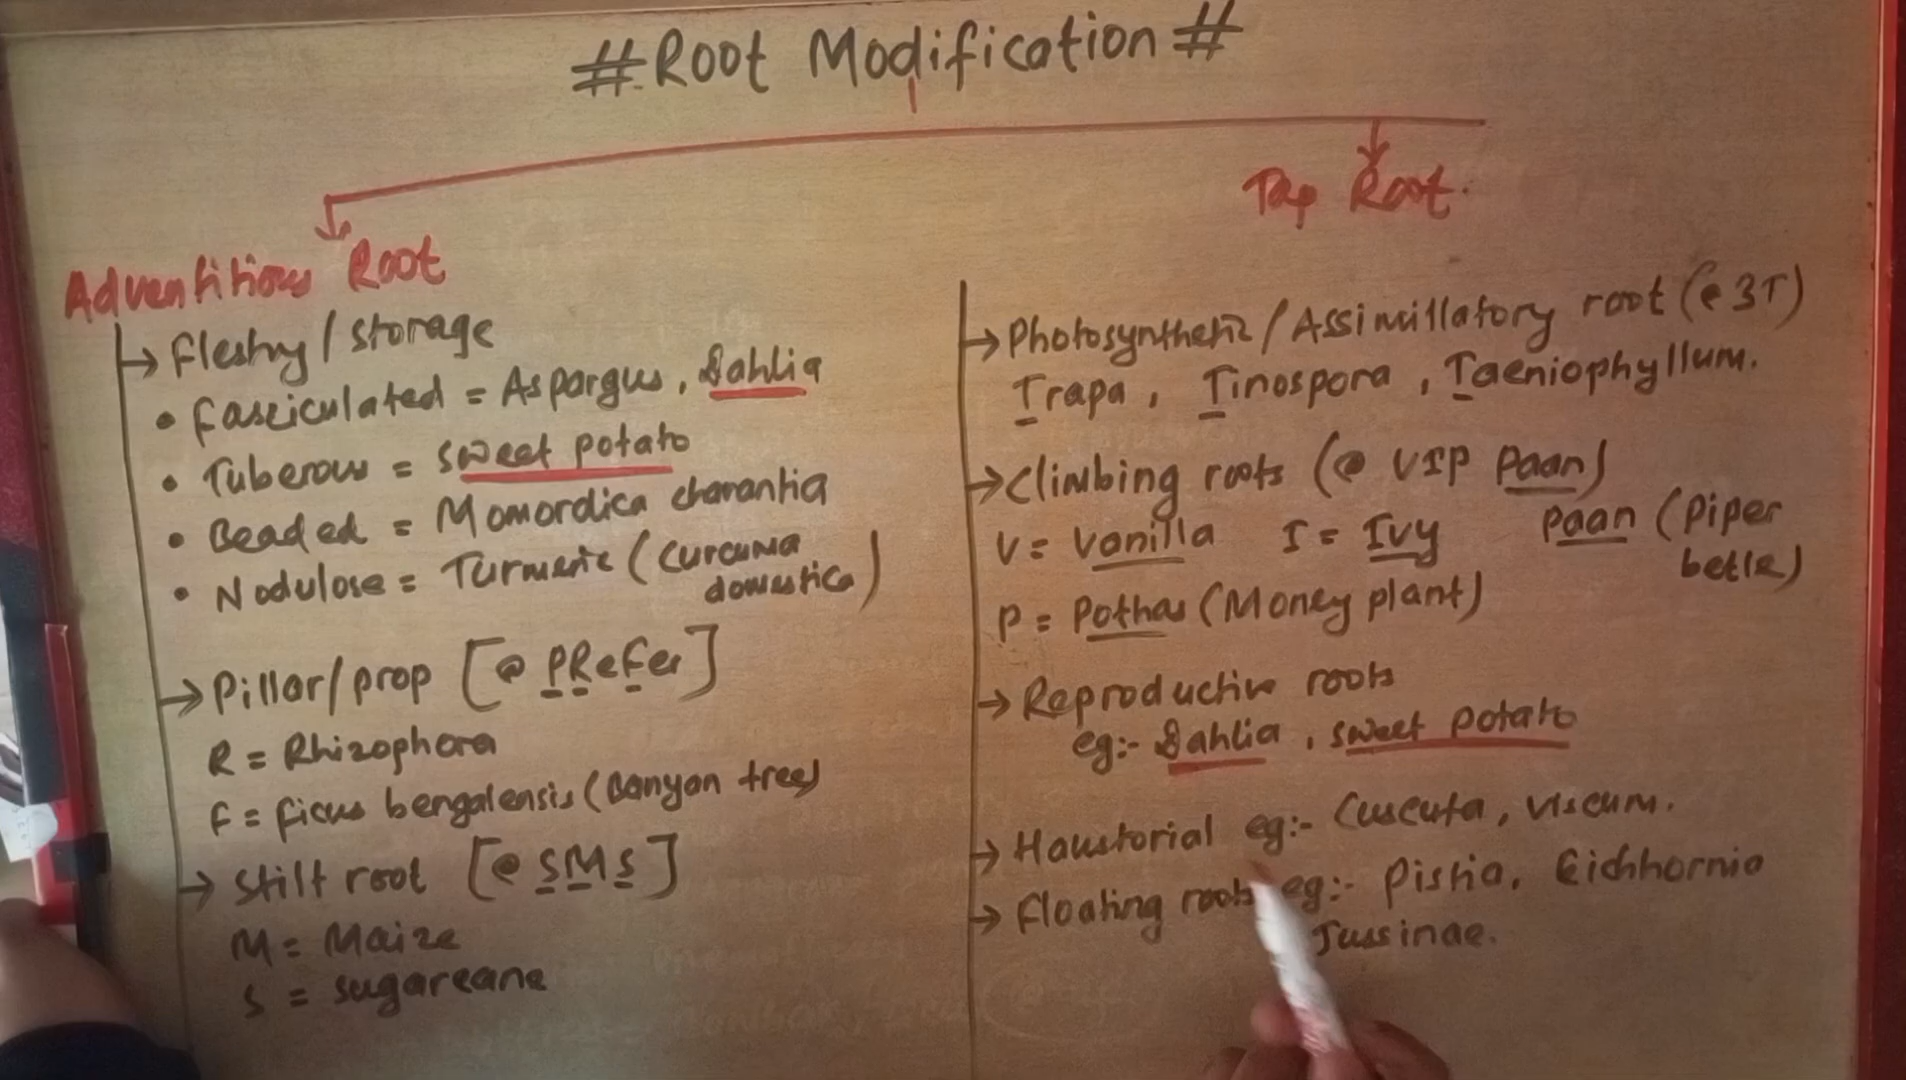 # Root Modification #
Tap Root.
Adventitious Root
→ Fleshy / storage
• Fasciculated = Aspargus, Dahlia
• Tuberous = sweet potato
• Beaded = Momordica charantia
• Nodulose = Turmeric (Curcuma
domestica)
→ Pillar/prop [@ PRefer]
R = Rhizophora
F = Ficus bengalensis (Banyan tree)
→ Stilt root [@ SMS]
M = Maize
S = sugarcane
→ Photosynthetic / Assimillatory root (@ 3T)
Trapa, Tinospora, Taeniophyllum.
→ Climbing roots (@ VIP Paan)
V = Vanilla I = Ivy Paan (Piper
betle)
P = Pothas (Money plant)
→ Reproductive roots
eg:- Dahlia, sweet potato
→ Haustorial eg:- Cuscuta, viscum.
→ Floating roots eg:- Pistia, Eichhornia
Jussinae.